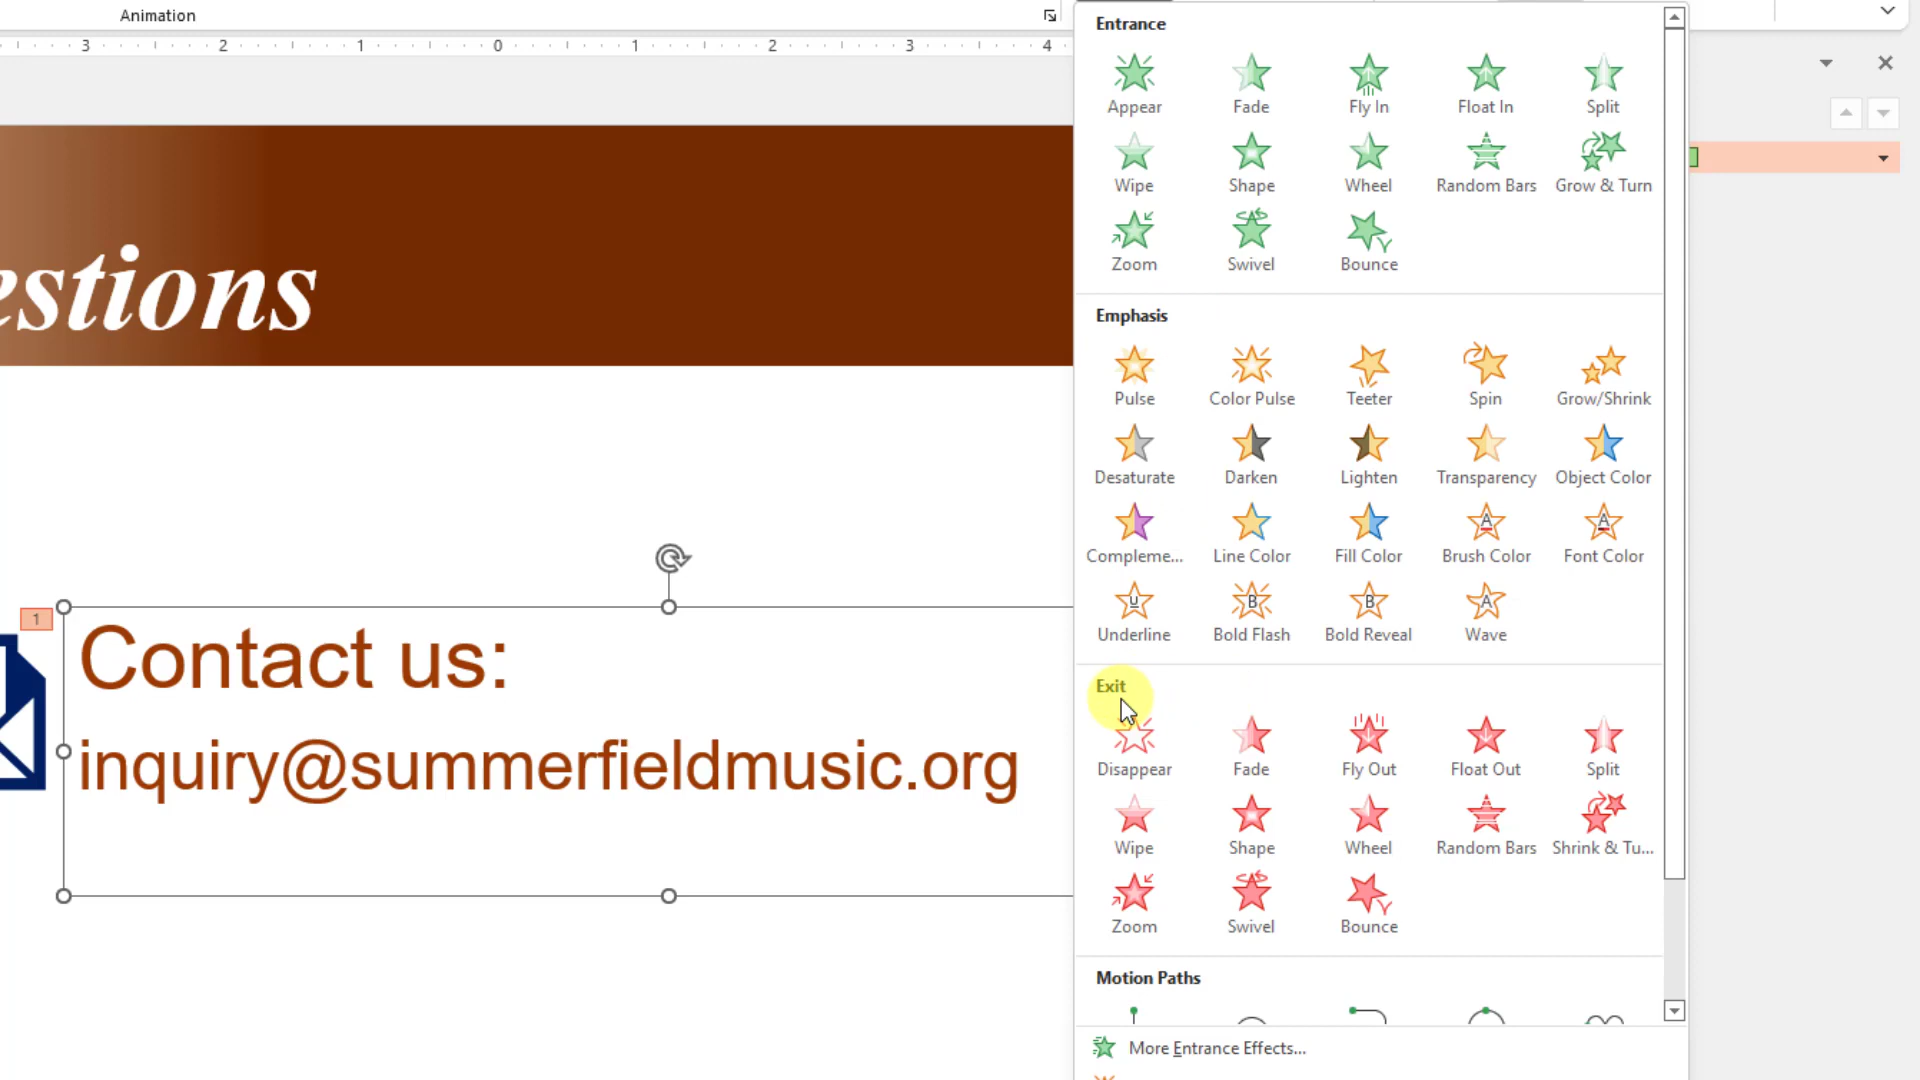 Animation
3 2 1 0 1 2 3 4
estions
1
Contact us:
inquiry@summerfieldmusic.org
Entrance
Appear Fade Fly In Float In Split
Wipe Shape Wheel Random Bars Grow & Turn
Zoom Swivel Bounce
Emphasis
Pulse Color Pulse Teeter Spin Grow/Shrink
Desaturate Darken Lighten Transparency Object Color
Compleme... Line Color Fill Color Brush Color Font Color
Underline Bold Flash Bold Reveal Wave
Exit
Disappear Fade Fly Out Float Out Split
Wipe Shape Wheel Random Bars Shrink & Tu...
Zoom Swivel Bounce
Motion Paths
More Entrance Effects...